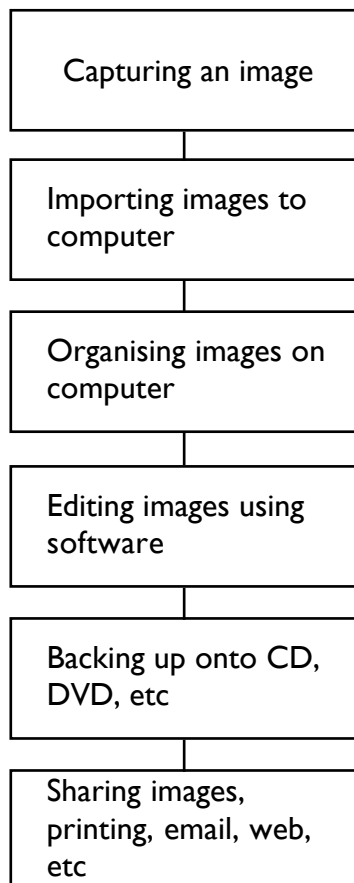 Capturing an image
Importing images to
computer
Organising images on
computer
Editing images using
software
Backing up onto CD,
DVD, etc
Sharing images,
printing, email, web,
etc